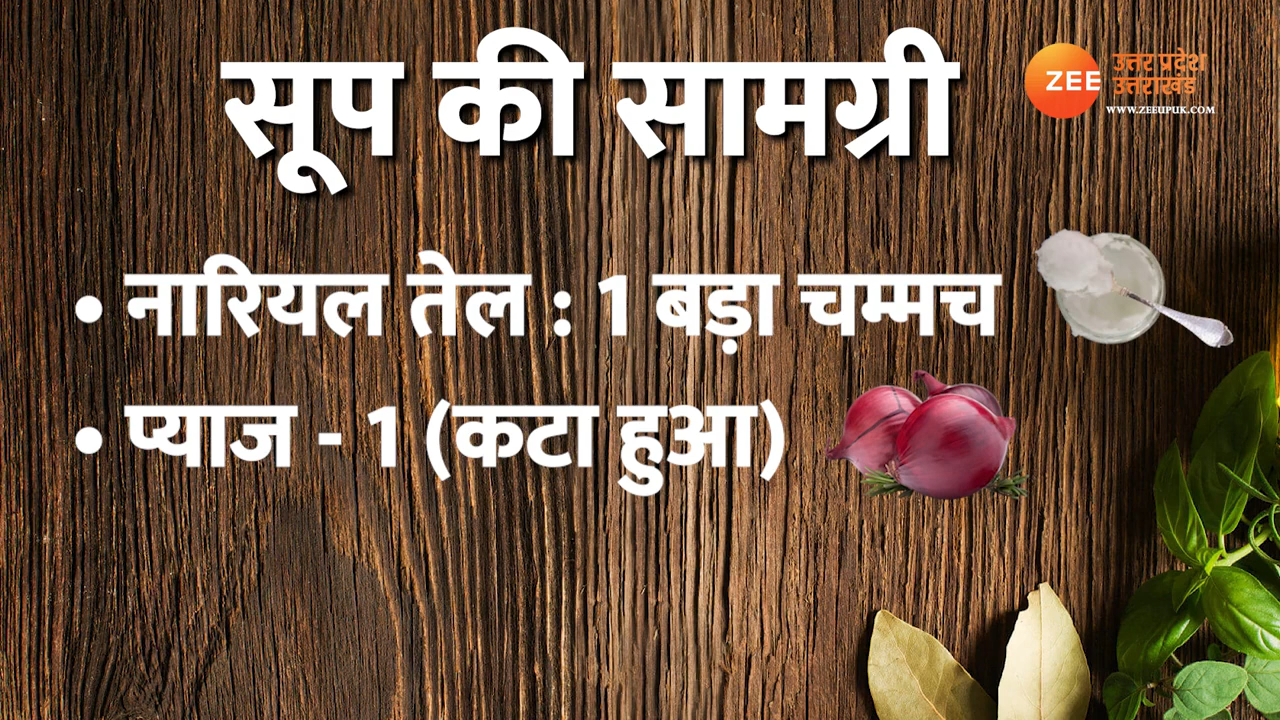 सूप की सामग्री
ZEE उत्तर प्रदेश
उत्तराखंड
WWW.ZEEUPUK.COM
• नारियल तेल : 1 बड़ा चम्मच
• प्याज - 1 (कटा हुआ)